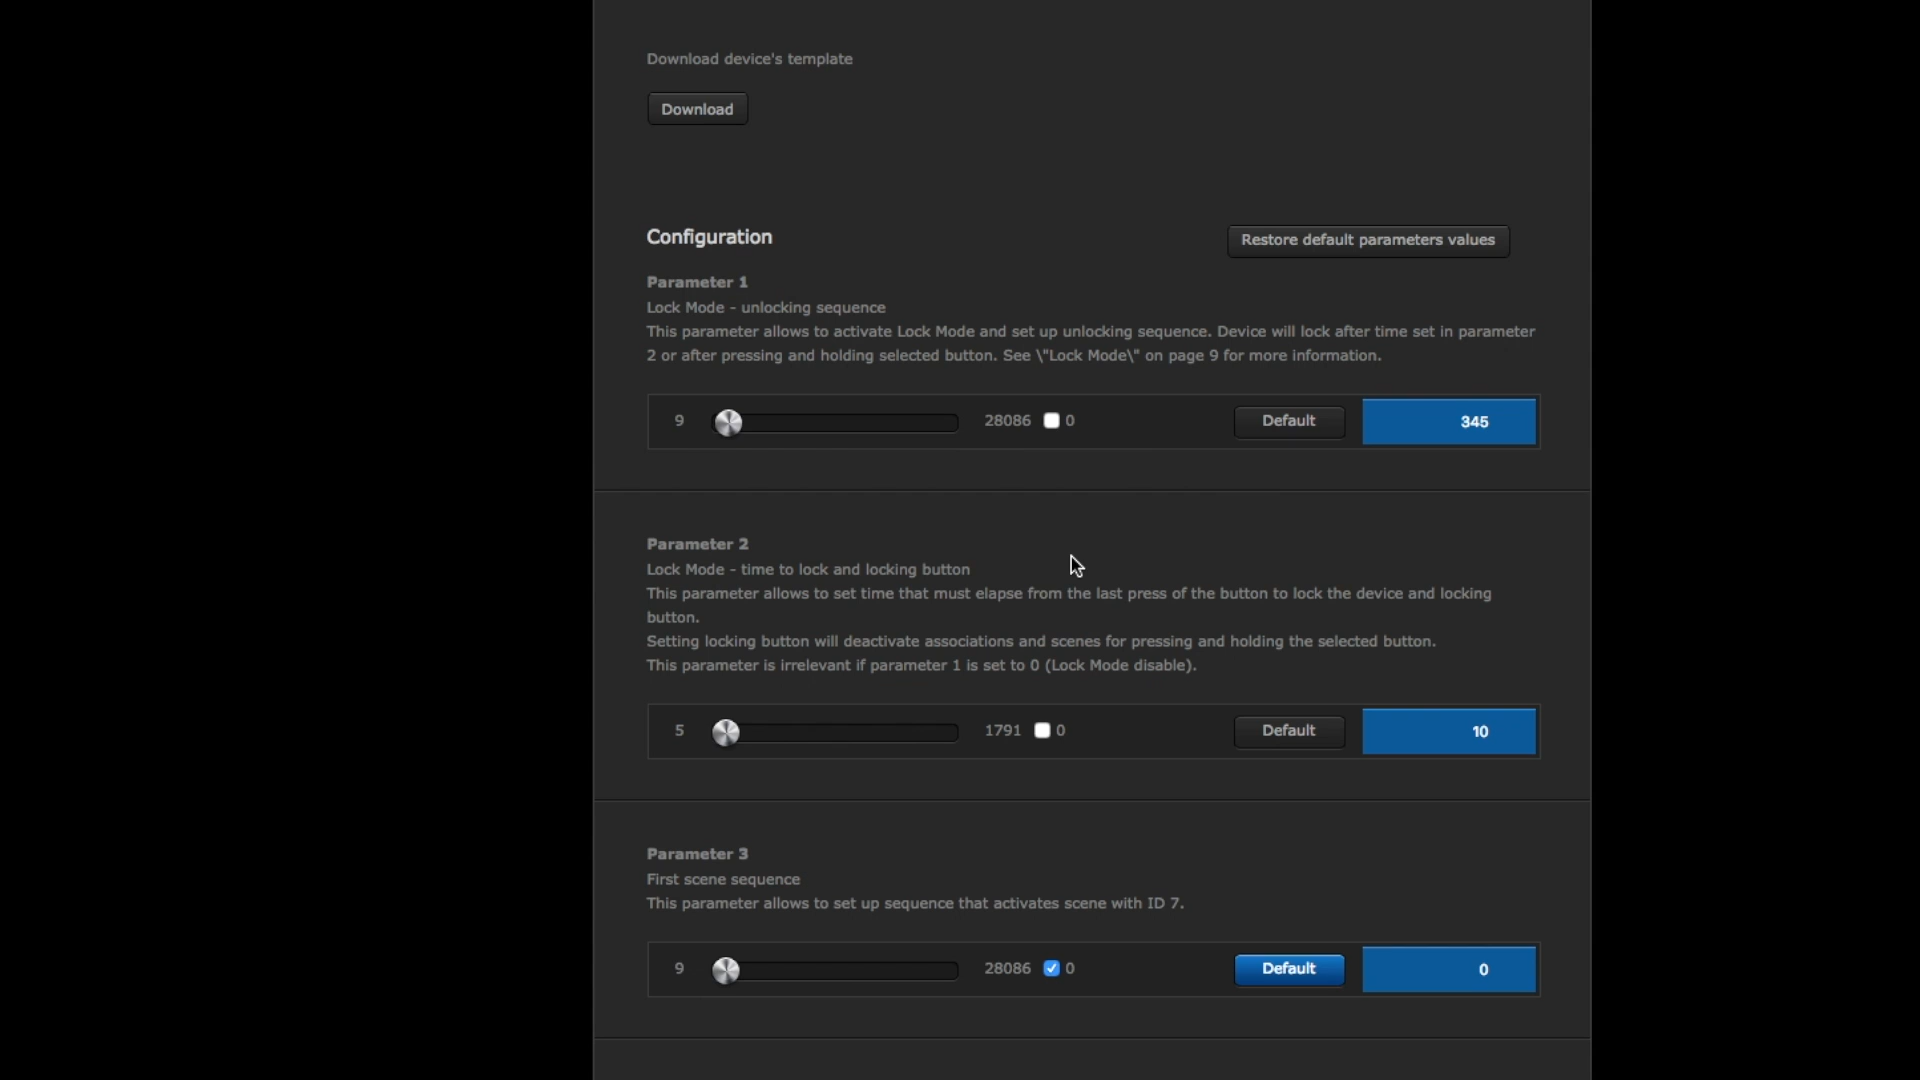 Download device's template
Download
Configuration
Restore default parameters values
Parameter 1
Lock Mode - unlocking sequence
This parameter allows to activate Lock Mode and set up unlocking sequence. Device will lock after time set in parameter
2 or after pressing and holding selected button. See \"Lock Mode\" on page 9 for more information.
9 28086 0 Default 345
Parameter 2
Lock Mode - time to lock and locking button
This parameter allows to set time that must elapse from the last press of the button to lock the device and locking
button.
Setting locking button will deactivate associations and scenes for pressing and holding the selected button.
This parameter is irrelevant if parameter 1 is set to 0 (Lock Mode disable).
5 1791 0 Default 10
Parameter 3
First scene sequence
This parameter allows to set up sequence that activates scene with ID 7.
9 28086 0 Default 0